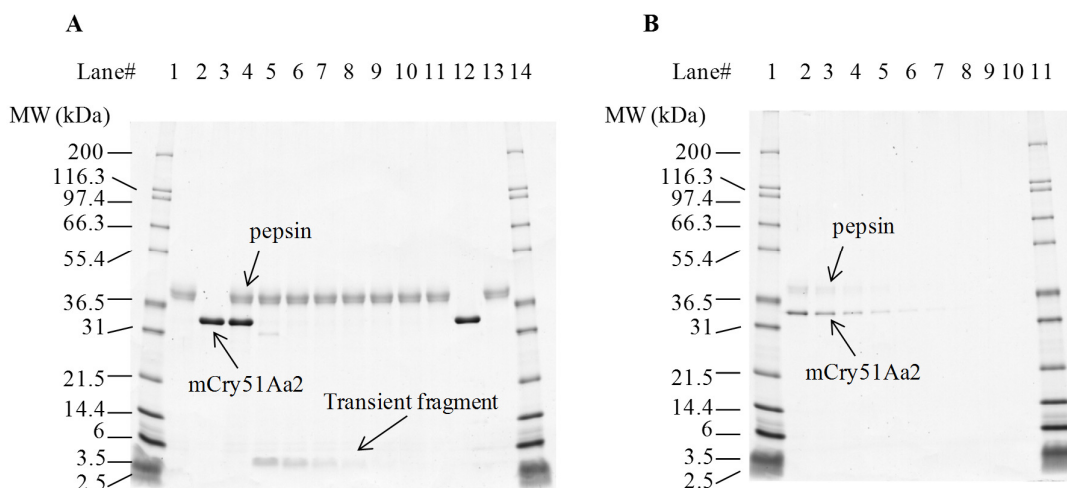 A
Lane# 1 2 3 4 5 6 7 8 9 10 11 12 13 14
MW (kDa)
200
116.3
97.4
66.3
55.4
36.5
31
21.5
14.4
6
3.5
2.5
pepsin
mCry51Aa2
Transient fragment
B
Lane# 1 2 3 4 5 6 7 8 9 10 11
MW (kDa)
200
116.3
97.4
66.3
55.4
36.5
31
21.5
14.4
6
3.5
2.5
pepsin
mCry51Aa2